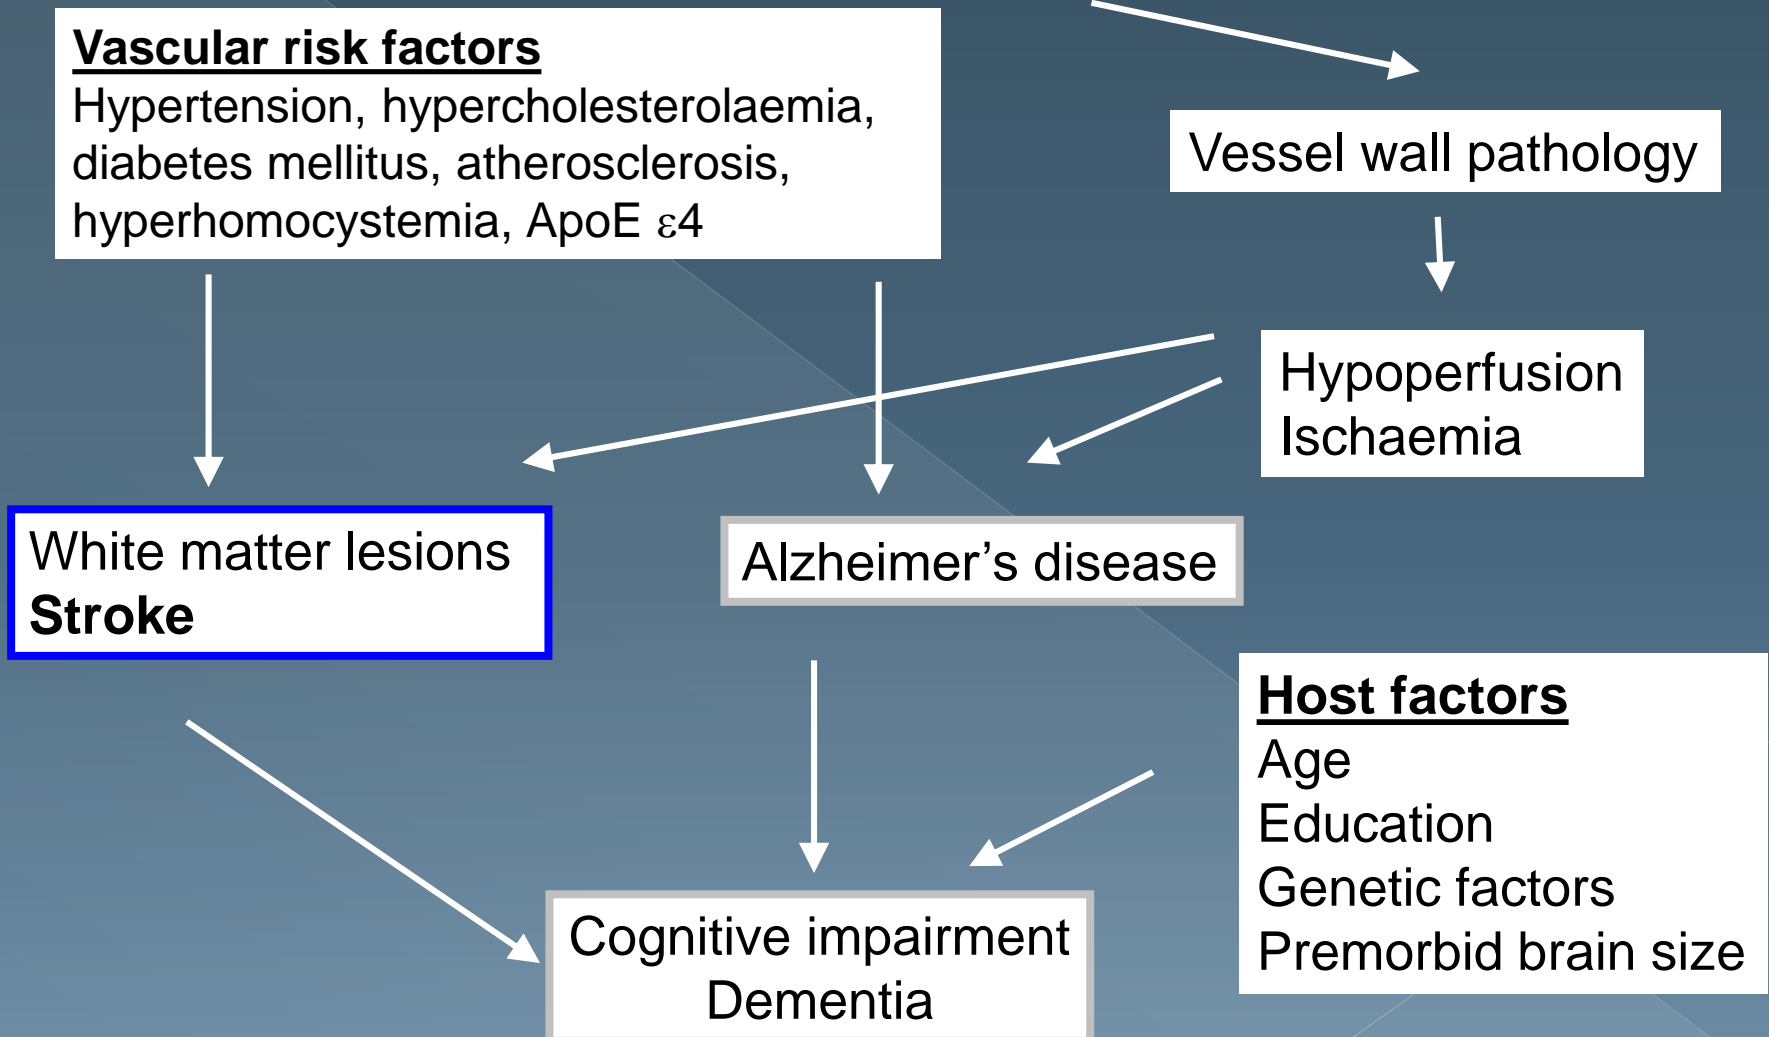 Vascular risk factors
Hypertension, hypercholesterolaemia,
diabetes mellitus, atherosclerosis,
hyperhomocystemia, ApoE ε4
Vessel wall pathology
Hypoperfusion
Ischaemia
White matter lesions
Stroke
Alzheimer’s disease
Host factors
Age
Education
Genetic factors
Premorbid brain size
Cognitive impairment
Dementia